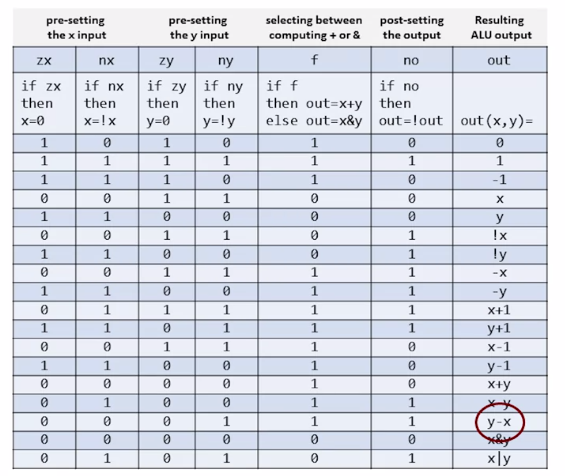 pre-setting the x input pre-setting the y input selecting between computing + or & post-setting the output Resulting ALU output
zx nx zy ny f no out
if zx then x=0 if nx then x=!x if zy then y=0 if ny then y=!y if f then out=x+y else out=x&y if no then out=!out out(x,y)=
1 0 1 0 1 0 0
1 1 1 1 1 1 1
1 1 1 0 1 0 -1
0 0 1 1 0 0 x
1 1 0 0 0 0 y
0 0 1 1 0 1 !x
1 1 0 0 0 1 !y
0 0 1 1 1 1 -x
1 1 0 0 1 1 -y
0 1 1 1 1 1 x+1
1 1 0 1 1 1 y+1
0 0 1 1 1 0 x-1
1 1 0 0 1 0 y-1
0 0 0 0 1 0 x+y
0 1 0 0 1 1 x-y
0 0 0 1 1 1 y-x
0 0 0 0 0 0 x&y
0 1 0 1 0 1 x|y